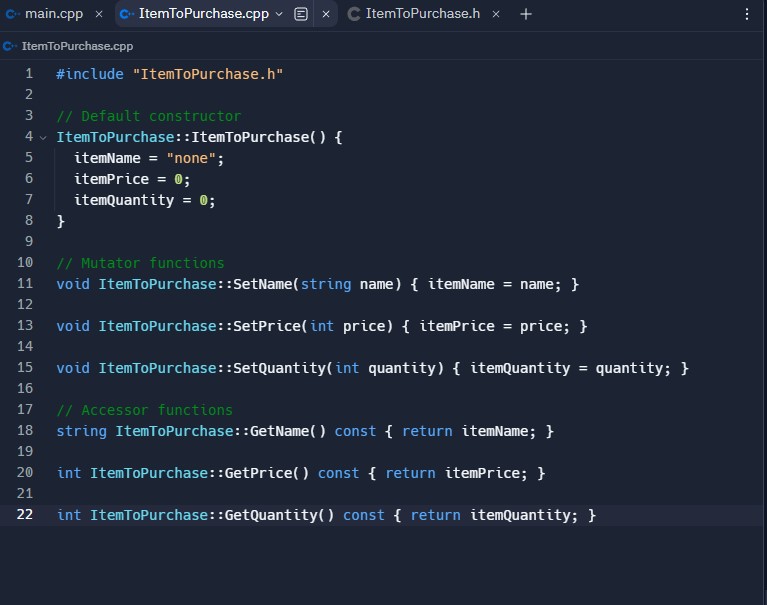 main.cpp ItemToPurchase.cpp ItemToPurchase.h
ItemToPurchase.cpp
1 #include "ItemToPurchase.h"
2
3 // Default constructor
4 ItemToPurchase::ItemToPurchase() {
5   itemName = "none";
6   itemPrice = 0;
7   itemQuantity = 0;
8 }
9
10 // Mutator functions
11 void ItemToPurchase::SetName(string name) { itemName = name; }
12
13 void ItemToPurchase::SetPrice(int price) { itemPrice = price; }
14
15 void ItemToPurchase::SetQuantity(int quantity) { itemQuantity = quantity; }
16
17 // Accessor functions
18 string ItemToPurchase::GetName() const { return itemName; }
19
20 int ItemToPurchase::GetPrice() const { return itemPrice; }
21
22 int ItemToPurchase::GetQuantity() const { return itemQuantity; }